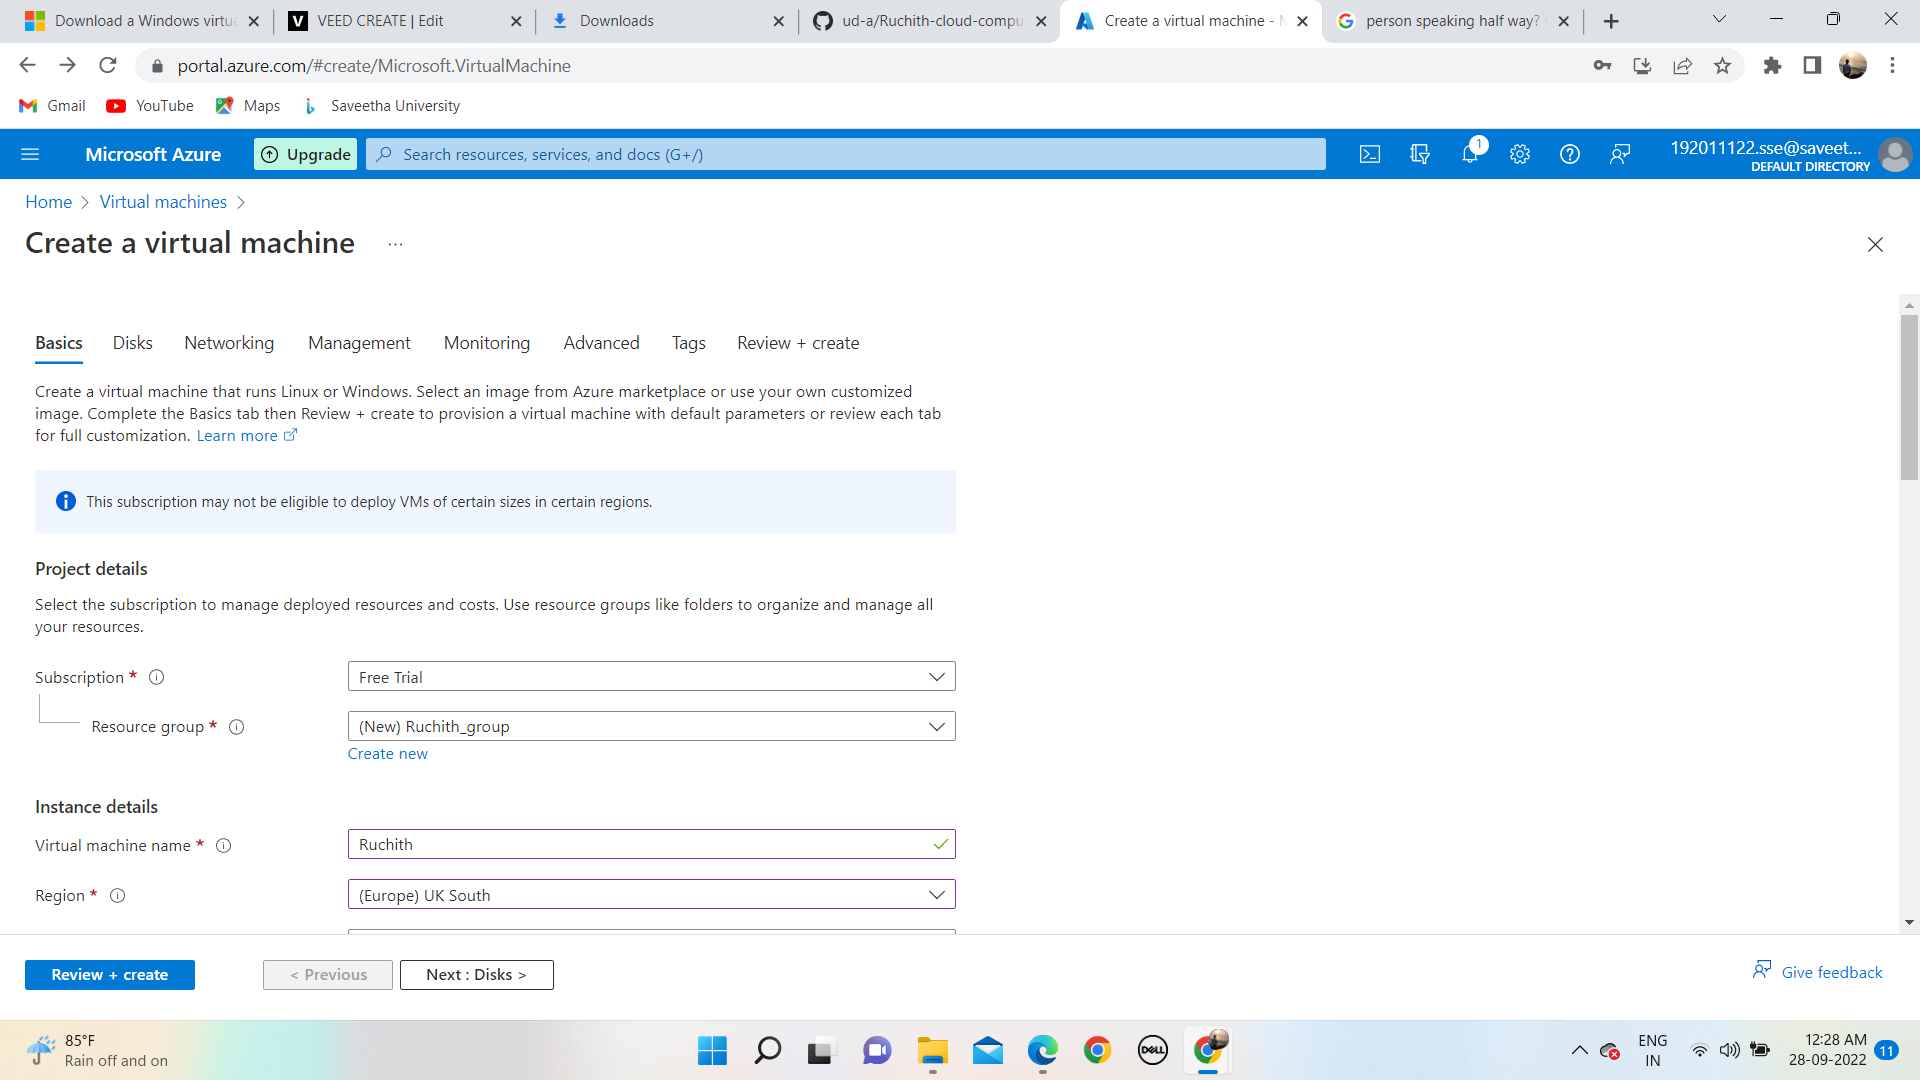 Download a Windows virtua
VEED CREATE | Edit
Downloads
ud-a/Ruchith-cloud-compu
Create a virtual machine - M
person speaking half way?
portal.azure.com/#create/Microsoft.VirtualMachine
Gmail
YouTube
Maps
Saveetha University
Microsoft Azure
Upgrade
Search resources, services, and docs (G+/)
1
192011122.sse@saveet...
DEFAULT DIRECTORY
Home
Virtual machines
Create a virtual machine
...
Basics
Disks
Networking
Management
Monitoring
Advanced
Tags
Review + create
Create a virtual machine that runs Linux or Windows. Select an image from Azure marketplace or use your own customized
image. Complete the Basics tab then Review + create to provision a virtual machine with default parameters or review each tab
for full customization. Learn more
This subscription may not be eligible to deploy VMs of certain sizes in certain regions.
Project details
Select the subscription to manage deployed resources and costs. Use resource groups like folders to organize and manage all
your resources.
Subscription *
Free Trial
Resource group *
(New) Ruchith_group
Create new
Instance details
Virtual machine name *
Ruchith
Region *
(Europe) UK South
Review + create
< Previous
Next : Disks >
Give feedback
85°F
Rain off and on
DELL
ENG
IN
12:28 AM
28-09-2022
11